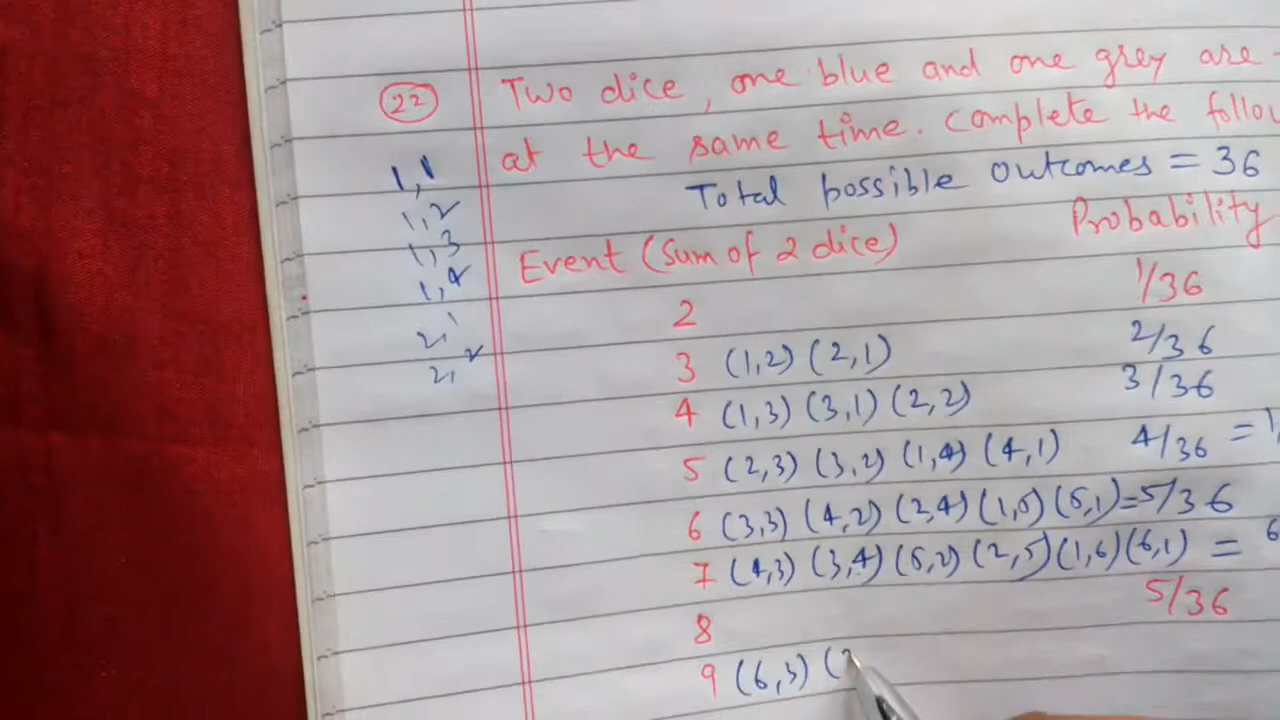 22 Two dice, one blue and one grey are
at the same time. Complete the follow
Total possible outcomes = 36
1,1
1,2
1,3
1,4
2,1
2,2
Event (Sum of 2 dice) Probability
2 1/36
3 (1,2) (2,1) 2/36
4 (1,3) (3,1) (2,2) 3/36
5 (2,3) (3,2) (1,4) (4,1) 4/36 = 1
6 (3,3) (4,2) (2,4) (1,5) (5,1) = 5/36
7 (4,3) (3,4) (5,2) (2,5) (1,6) (6,1) = 6
8 5/36
9 (6,3) (